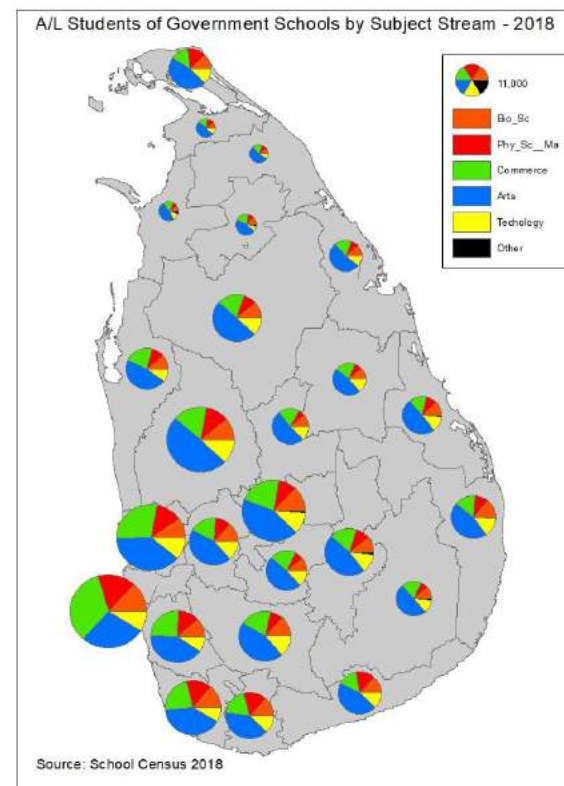 A/L Students of Government Schools by Subject Stream - 2018
11,000
Bio_Sc
Phy_Sc__Ma
Commerce
Arts
Techology
Other
Source: School Census 2018